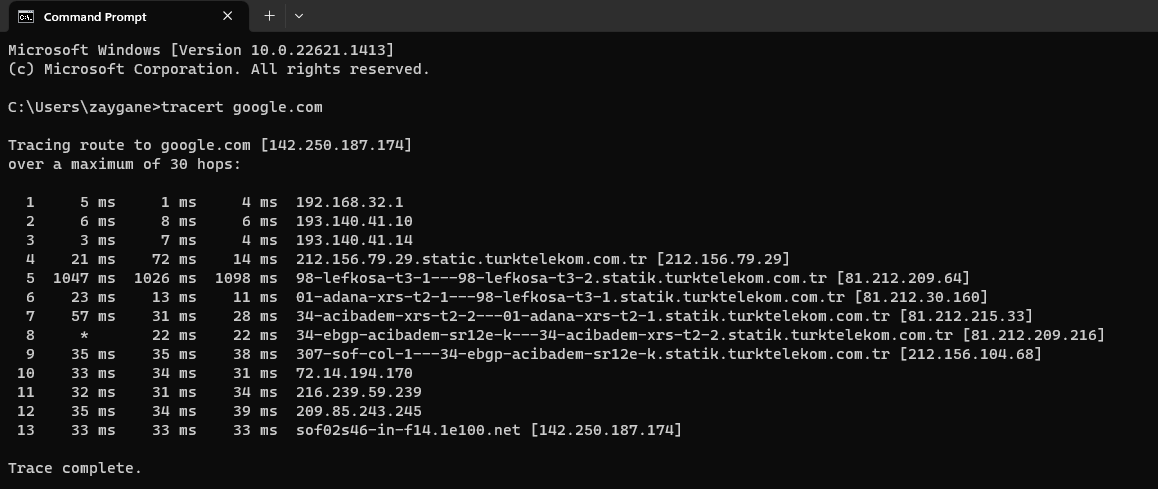 Command Prompt
Microsoft Windows [Version 10.0.22621.1413]
(c) Microsoft Corporation. All rights reserved.
C:\Users\zaygane>tracert google.com
Tracing route to google.com [142.250.187.174]
over a maximum of 30 hops:
1 5 ms 1 ms 4 ms 192.168.32.1
2 6 ms 8 ms 6 ms 193.140.41.10
3 3 ms 7 ms 4 ms 193.140.41.14
4 21 ms 72 ms 14 ms 212.156.79.29.static.turktelekom.com.tr [212.156.79.29]
5 1047 ms 1026 ms 1098 ms 98-lefkosa-t3-1---98-lefkosa-t3-2.statik.turktelekom.com.tr [81.212.209.64]
6 23 ms 13 ms 11 ms 01-adana-xrs-t2-1---98-lefkosa-t3-1.statik.turktelekom.com.tr [81.212.30.160]
7 57 ms 31 ms 28 ms 34-acibadem-xrs-t2-2---01-adana-xrs-t2-1.statik.turktelekom.com.tr [81.212.215.33]
8 * 22 ms 22 ms 34-ebgp-acibadem-sr12e-k---34-acibadem-xrs-t2-2.statik.turktelekom.com.tr [81.212.209.216]
9 35 ms 35 ms 38 ms 307-sof-col-1---34-ebgp-acibadem-sr12e-k.statik.turktelekom.com.tr [212.156.104.68]
10 33 ms 34 ms 31 ms 72.14.194.170
11 32 ms 31 ms 34 ms 216.239.59.239
12 35 ms 34 ms 39 ms 209.85.243.245
13 33 ms 33 ms 33 ms sof02s46-in-f14.1e100.net [142.250.187.174]
Trace complete.